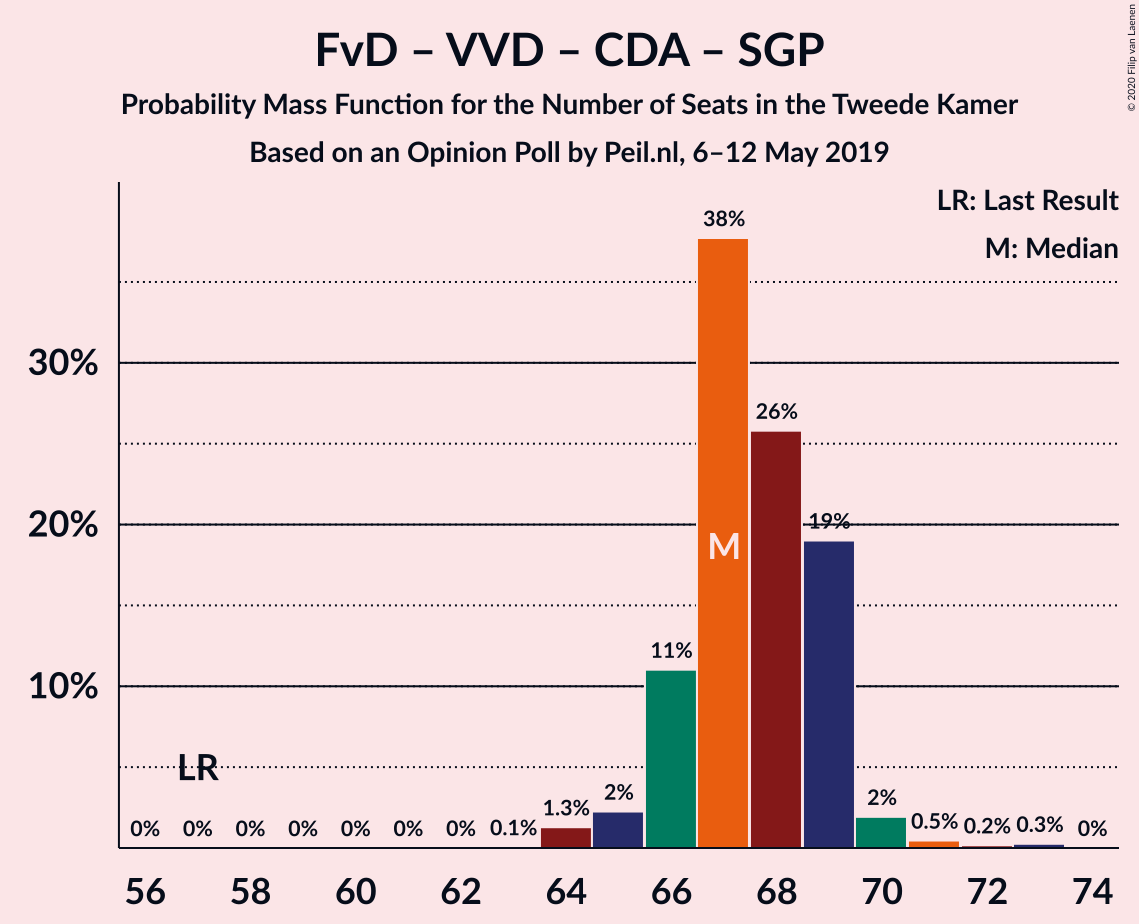 FvD – VVD – CDA – SGP
Probability Mass Function for the Number of Seats in the Tweede Kamer
Based on an Opinion Poll by Peil.nl, 6–12 May 2019
© 2020 Filip van Laenen
LR: Last Result
M: Median
38%
30%
26%
20%
19%
M
11%
10%
LR
0% 0% 0% 0% 0% 0% 0% 0.1% 1.3% 2% 2% 0.5% 0.2% 0.3% 0%
56 58 60 62 64 66 68 70 72 74